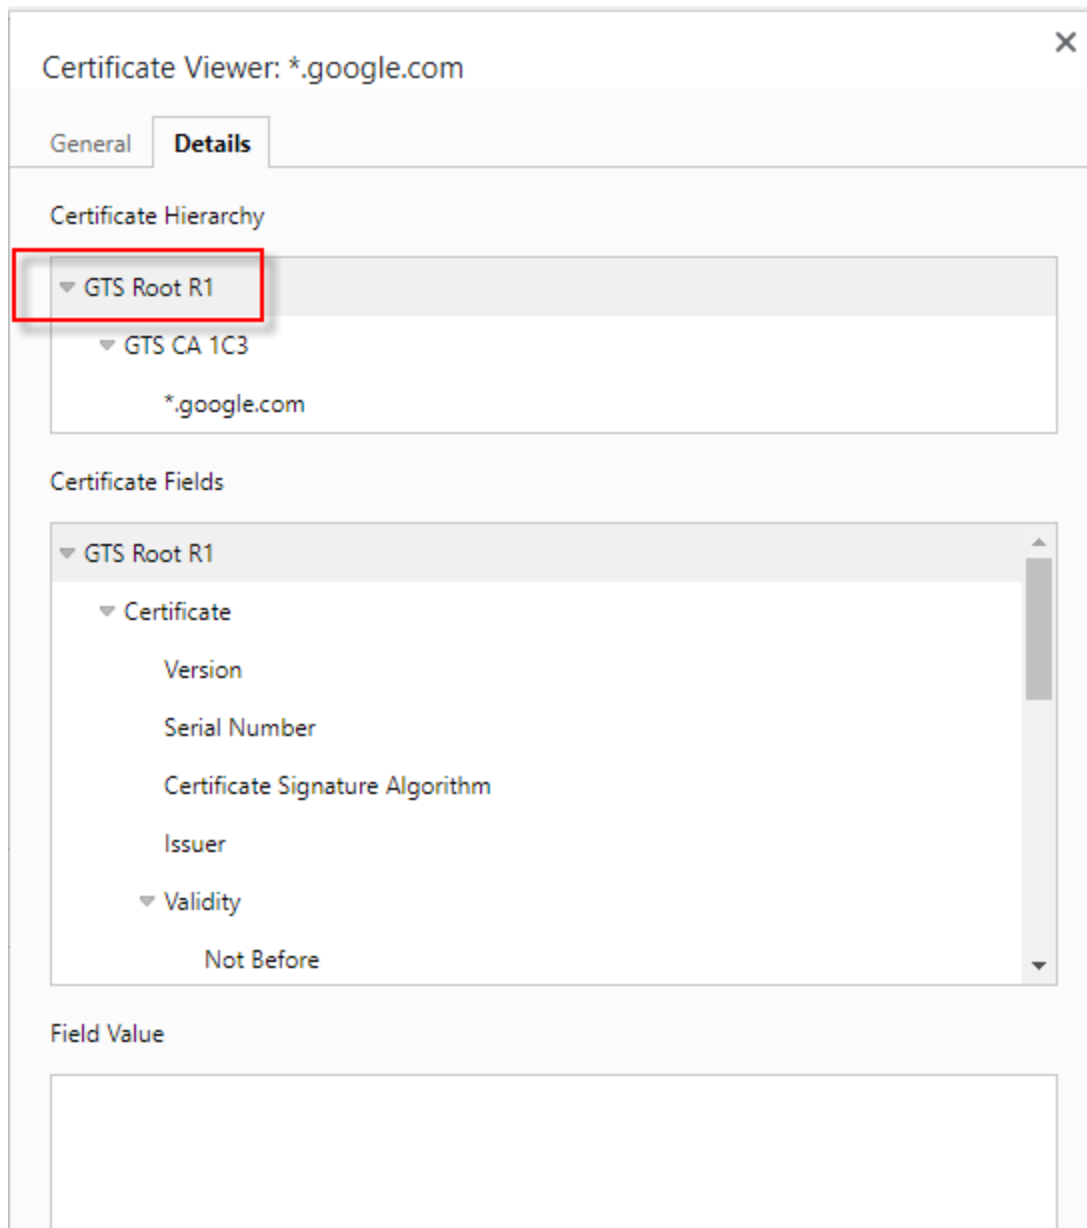 Certificate Viewer: *.google.com
General Details
Certificate Hierarchy
GTS Root R1
GTS CA 1C3
*.google.com
Certificate Fields
GTS Root R1
Certificate
Version
Serial Number
Certificate Signature Algorithm
Issuer
Validity
Not Before
Field Value